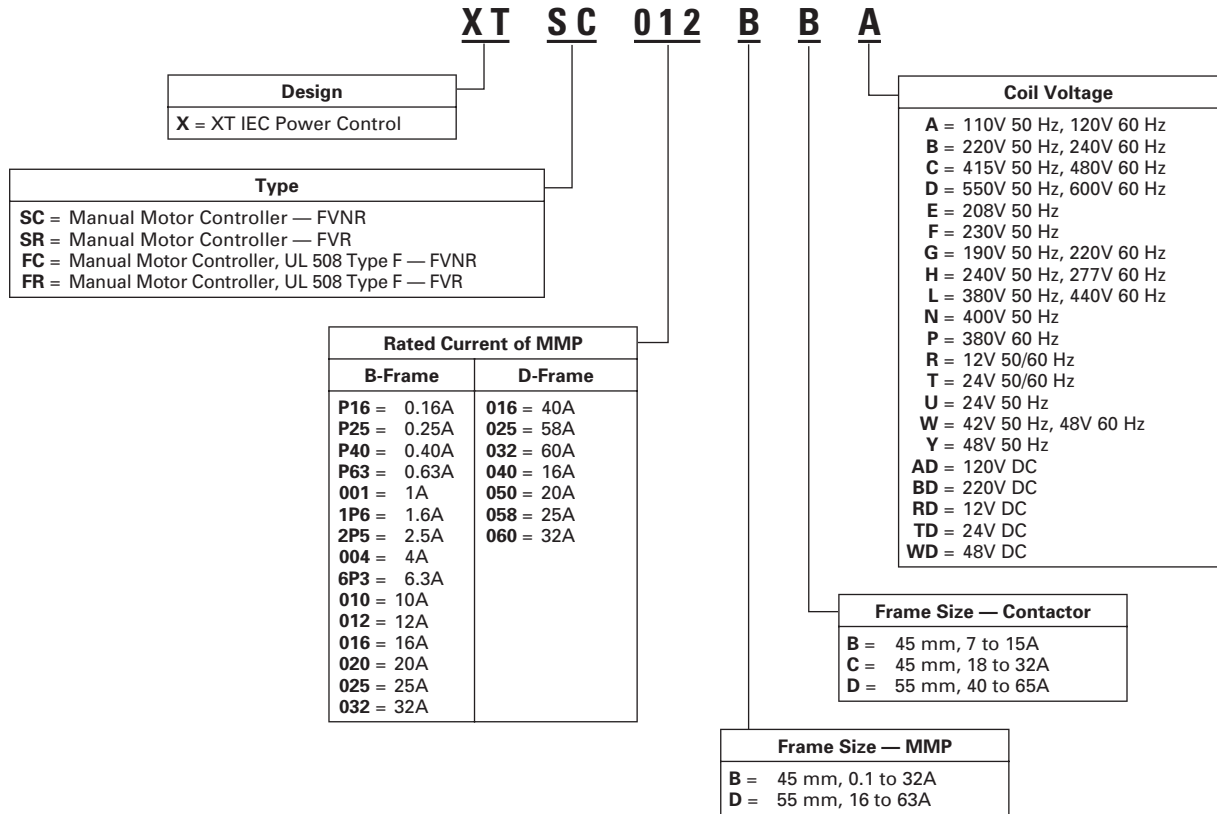 XT SC 012 B B A
Design
X = XT IEC Power Control
Type
SC = Manual Motor Controller — FVNR
SR = Manual Motor Controller — FVR
FC = Manual Motor Controller, UL 508 Type F — FVNR
FR = Manual Motor Controller, UL 508 Type F — FVR
Rated Current of MMP
B-Frame
P16 = 0.16A
P25 = 0.25A
P40 = 0.40A
P63 = 0.63A
001 = 1A
1P6 = 1.6A
2P5 = 2.5A
004 = 4A
6P3 = 6.3A
010 = 10A
012 = 12A
016 = 16A
020 = 20A
025 = 25A
032 = 32A
D-Frame
016 = 40A
025 = 58A
032 = 60A
040 = 16A
050 = 20A
058 = 25A
060 = 32A
Coil Voltage
A = 110V 50 Hz, 120V 60 Hz
B = 220V 50 Hz, 240V 60 Hz
C = 415V 50 Hz, 480V 60 Hz
D = 550V 50 Hz, 600V 60 Hz
E = 208V 50 Hz
F = 230V 50 Hz
G = 190V 50 Hz, 220V 60 Hz
H = 240V 50 Hz, 277V 60 Hz
L = 380V 50 Hz, 440V 60 Hz
N = 400V 50 Hz
P = 380V 60 Hz
R = 12V 50/60 Hz
T = 24V 50/60 Hz
U = 24V 50 Hz
W = 42V 50 Hz, 48V 60 Hz
Y = 48V 50 Hz
AD = 120V DC
BD = 220V DC
RD = 12V DC
TD = 24V DC
WD = 48V DC
Frame Size — Contactor
B = 45 mm, 7 to 15A
C = 45 mm, 18 to 32A
D = 55 mm, 40 to 65A
Frame Size — MMP
B = 45 mm, 0.1 to 32A
D = 55 mm, 16 to 63A